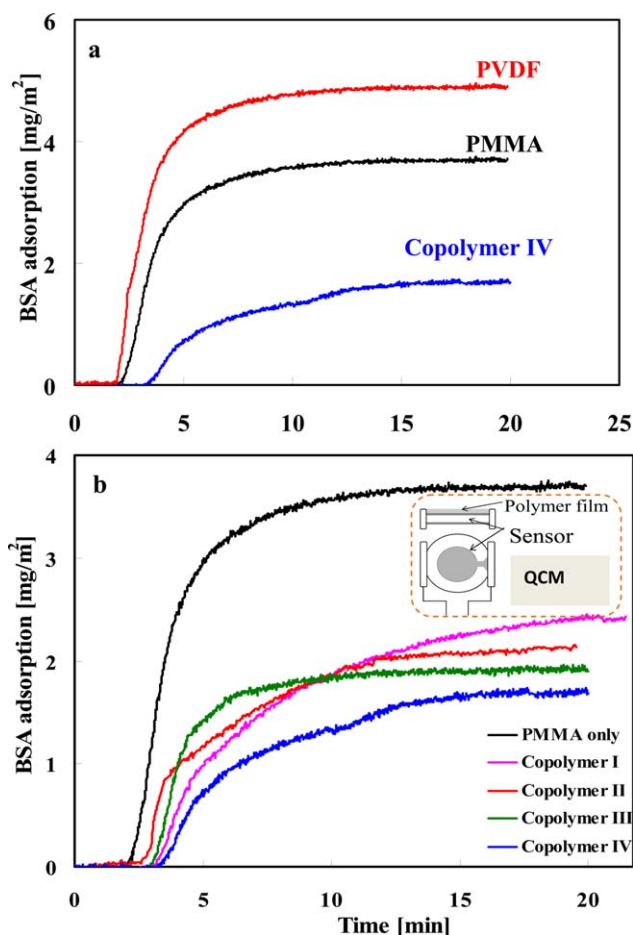 a
PVDF
PMMA
Copolymer IV
BSA adsorption [mg/m²]
6
4
2
0
0 5 10 15 20 25
b
Polymer film
Sensor
QCM
BSA adsorption [mg/m²]
4
3
2
1
0
PMMA only
Copolymer I
Copolymer II
Copolymer III
Copolymer IV
0 5 10 15 20
Time [min]